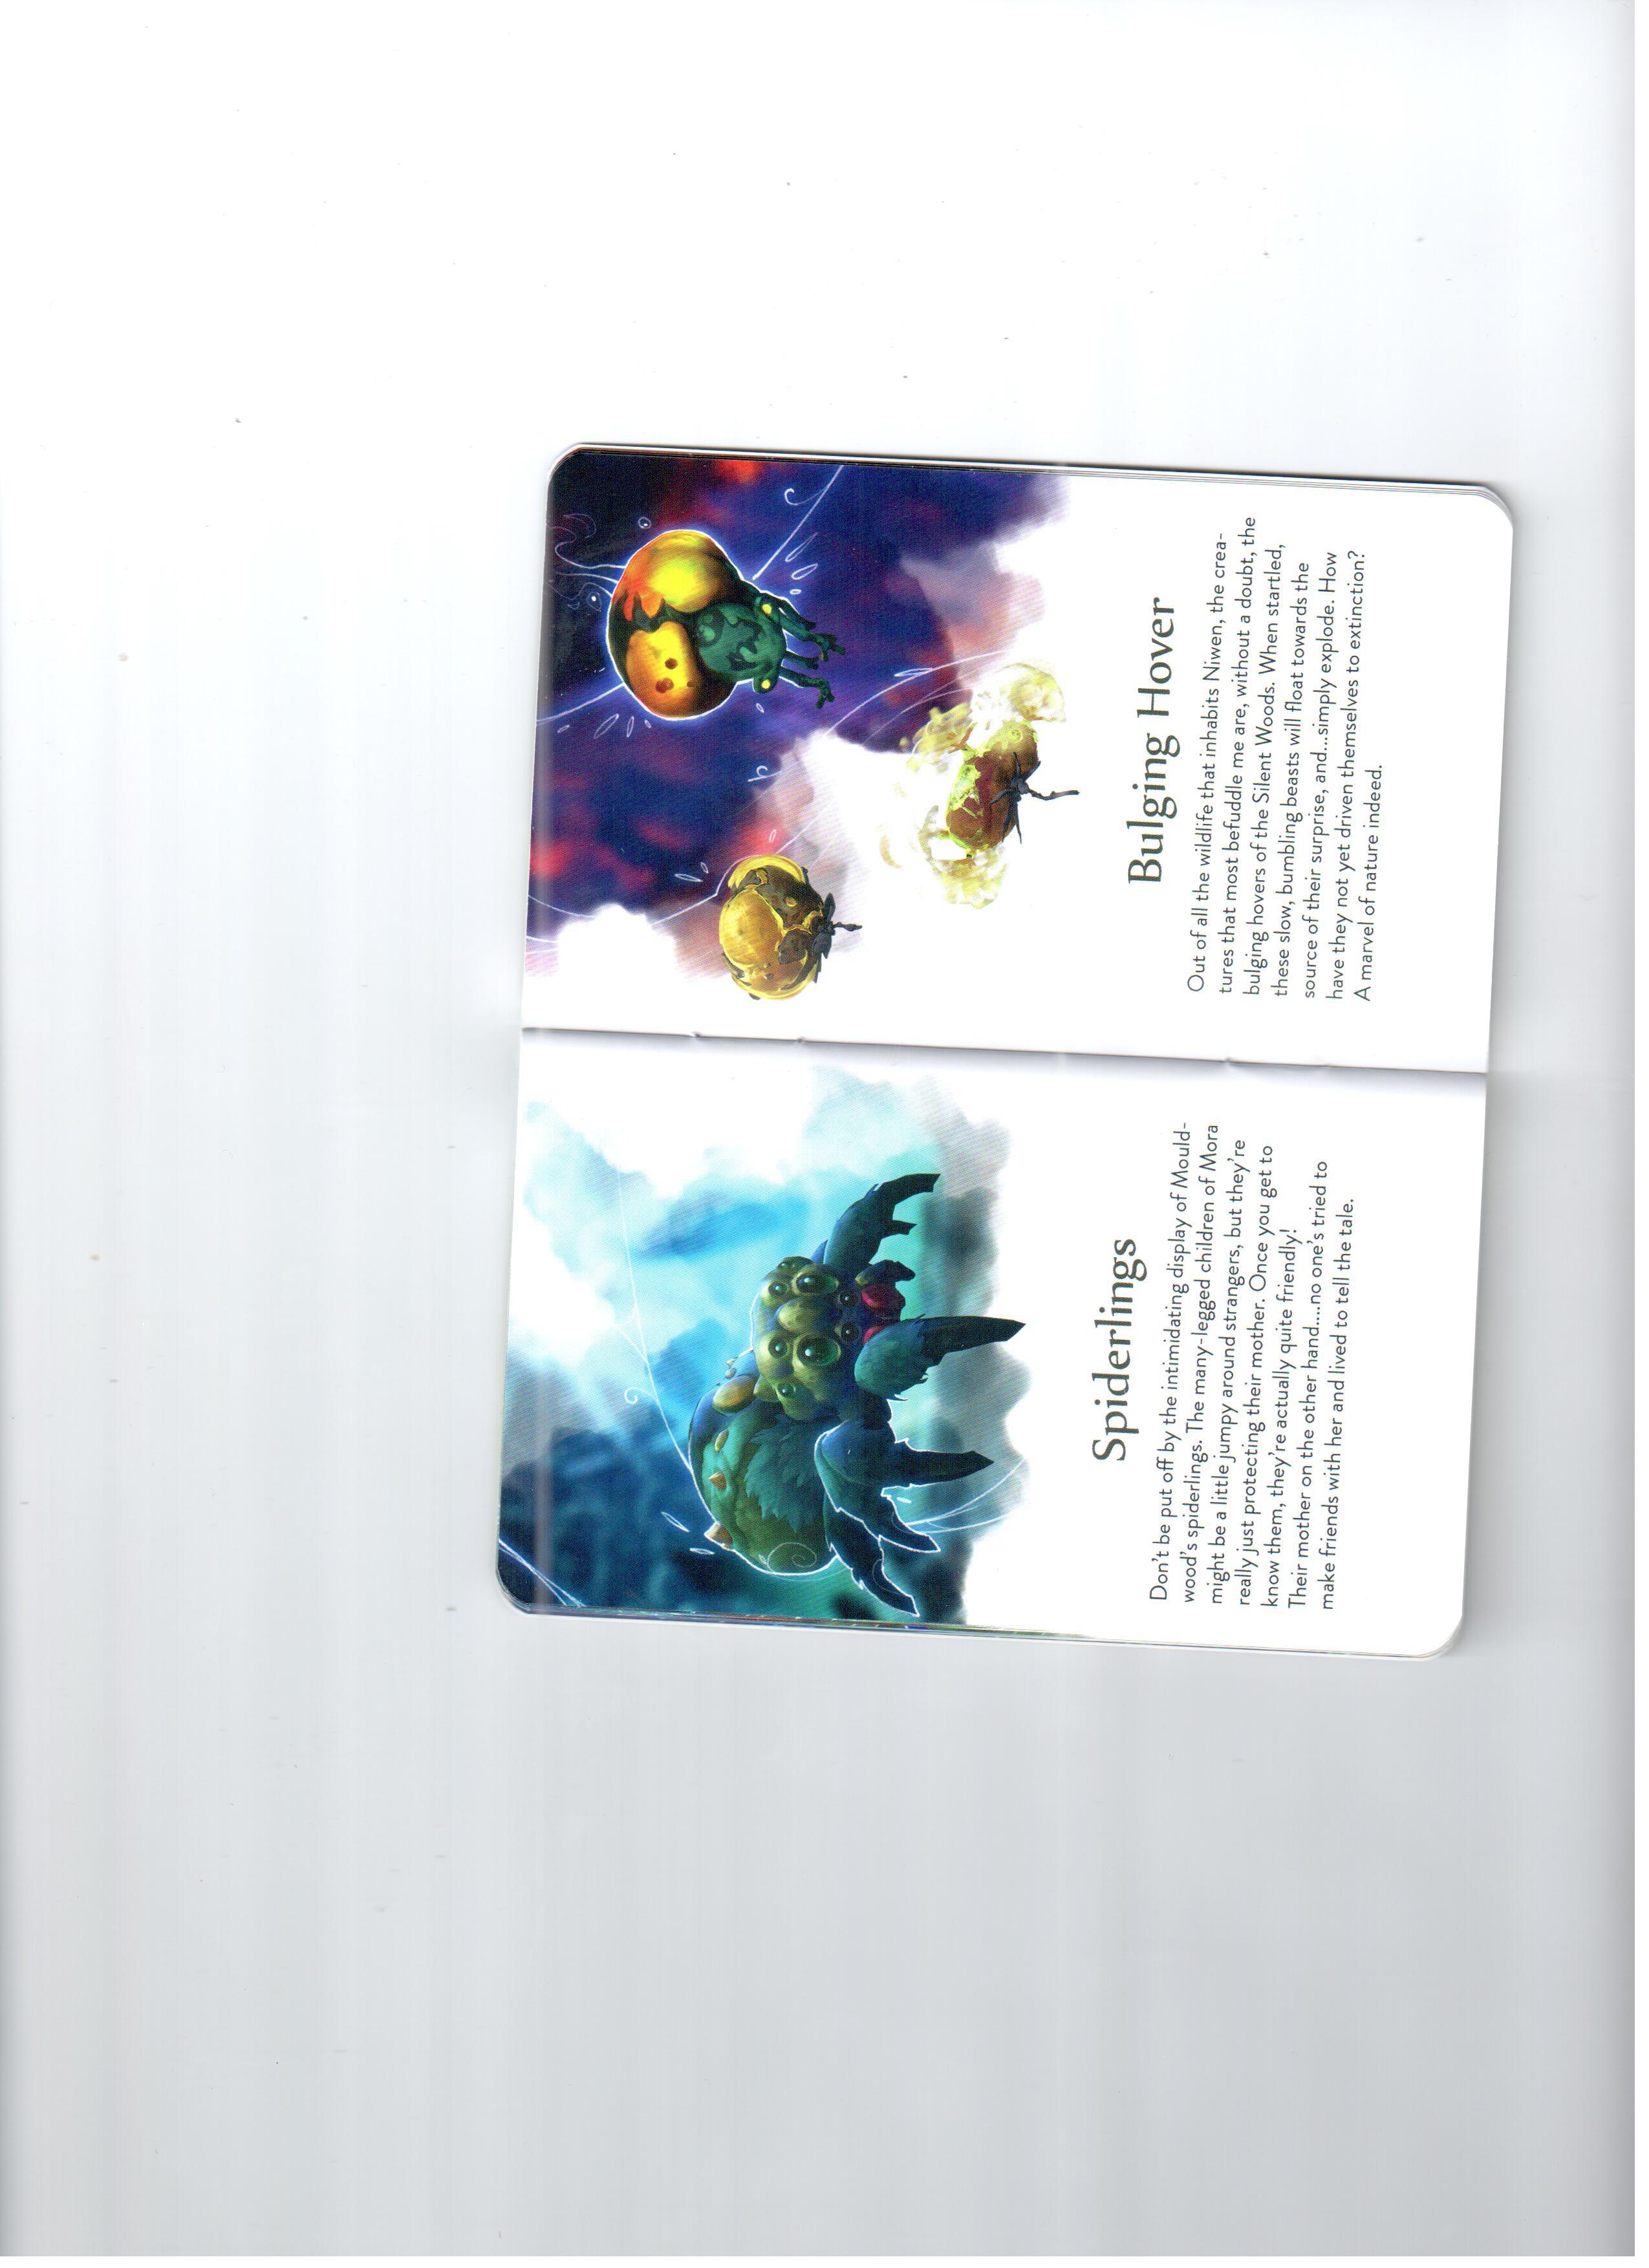 Spiderlings
Don't be put off by the intimidating display of Mould-
wood's spiderlings. The many-legged children of Mora
might be a little jumpy around strangers, but they're
really just protecting their mother. Once you get to
know them, they're actually quite friendly!
Their mother on the other hand....no one's tried to
make friends with her and lived to tell the tale.
Bulging Hover
Out of all the wildlife that inhabits Niwen, the crea-
tures that most befuddle me are, without a doubt, the
bulging hovers of the Silent Woods. When startled,
these slow, bumbling beasts will float towards the
source of their surprise, and...simply explode. How
have they not yet driven themselves to extinction?
A marvel of nature indeed.